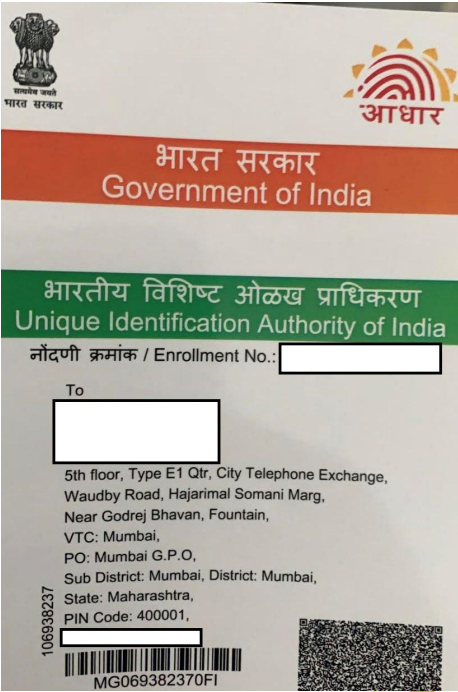 सत्यमेव जयते
भारत सरकार
आधार
भारत सरकार
Government of India
भारतीय विशिष्ट ओळख प्राधिकरण
Unique Identification Authority of India
नोंदणी क्रमांक / Enrollment No.:
To
5th floor, Type E1 Qtr, City Telephone Exchange,
Waudby Road, Hajarimal Somani Marg,
Near Godrej Bhavan, Fountain,
VTC: Mumbai,
PO: Mumbai G.P.O,
Sub District: Mumbai, District: Mumbai,
State: Maharashtra,
PIN Code: 400001,
106938237
MG069382370FI